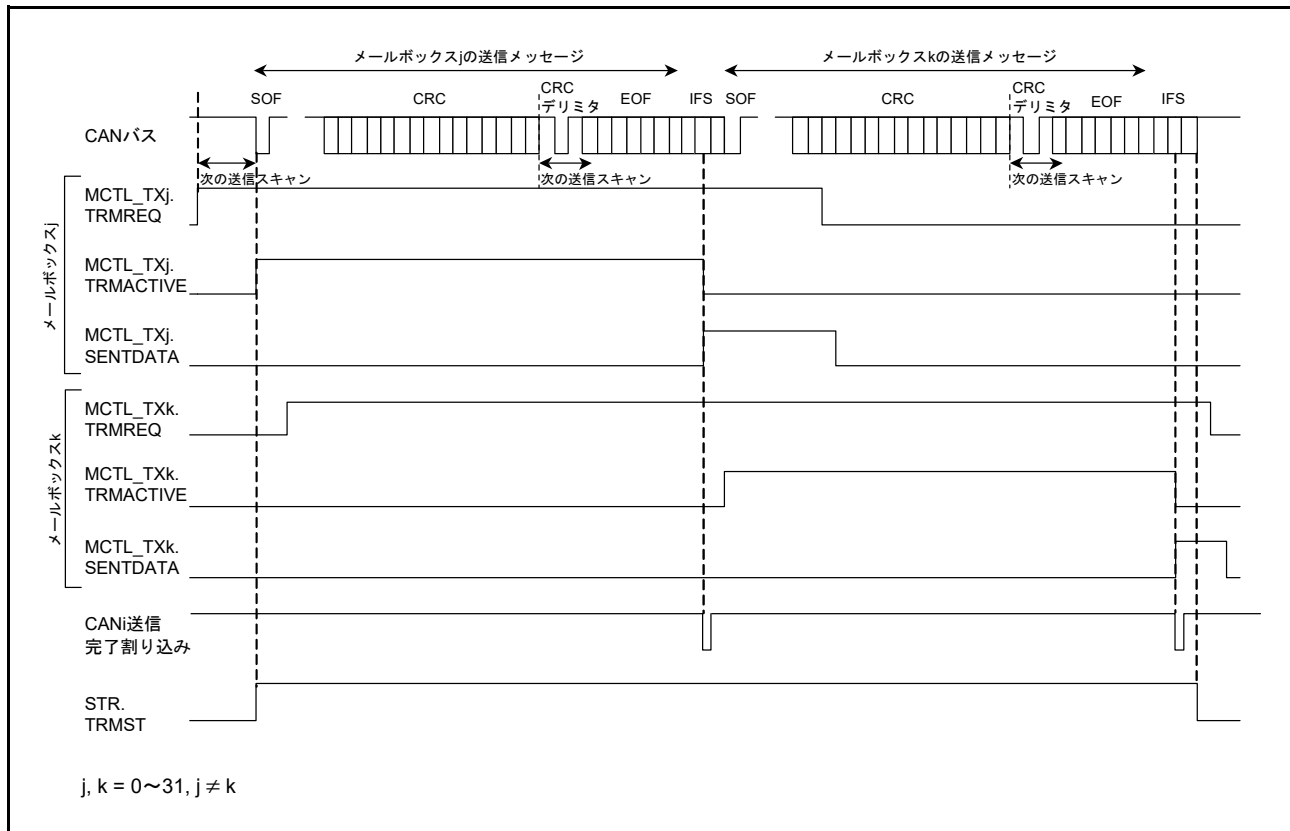 メールボックスjの送信メッセージ
メールボックスkの送信メッセージ
SOF
CRC
CRC
デリミタ
EOF
IFS
SOF
CRC
CRC
デリミタ
EOF
IFS
CANバス
次の送信スキャン
次の送信スキャン
次の送信スキャン
メールボックスj
MCTL_TXj.
TRMREQ
MCTL_TXj.
TRMACTIVE
MCTL_TXj.
SENTDATA
メールボックスk
MCTL_TXk.
TRMREQ
MCTL_TXk.
TRMACTIVE
MCTL_TXk.
SENTDATA
CANi送信
完了割り込み
STR.
TRMST
j, k = 0～31, j ≠ k